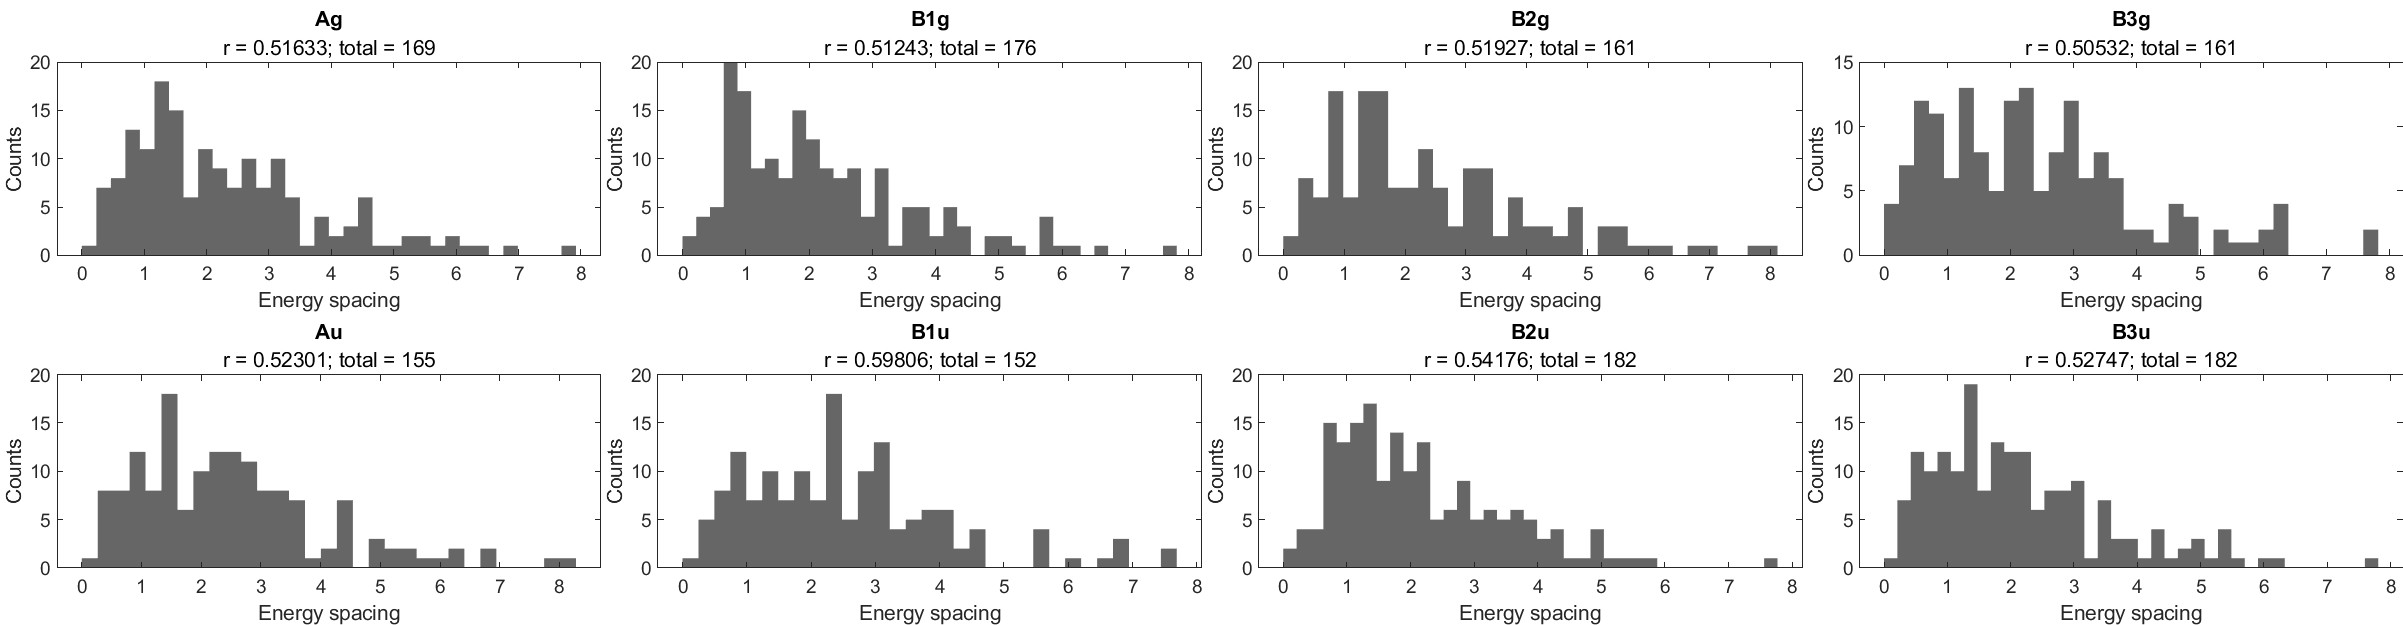 Ag
r = 0.51633; total = 169
20
15
10
5
0
Counts
0 1 2 3 4 5 6 7 8
Energy spacing
B1g
r = 0.51243; total = 176
20
15
10
5
0
Counts
0 1 2 3 4 5 6 7 8
Energy spacing
B2g
r = 0.51927; total = 161
20
15
10
5
0
Counts
0 1 2 3 4 5 6 7 8
Energy spacing
B3g
r = 0.50532; total = 161
15
10
5
0
Counts
0 1 2 3 4 5 6 7 8
Energy spacing
Au
r = 0.52301; total = 155
20
15
10
5
0
Counts
0 1 2 3 4 5 6 7 8
Energy spacing
B1u
r = 0.59806; total = 152
20
15
10
5
0
Counts
0 1 2 3 4 5 6 7 8
Energy spacing
B2u
r = 0.54176; total = 182
20
15
10
5
0
Counts
0 1 2 3 4 5 6 7 8
Energy spacing
B3u
r = 0.52747; total = 182
20
15
10
5
0
Counts
0 1 2 3 4 5 6 7 8
Energy spacing